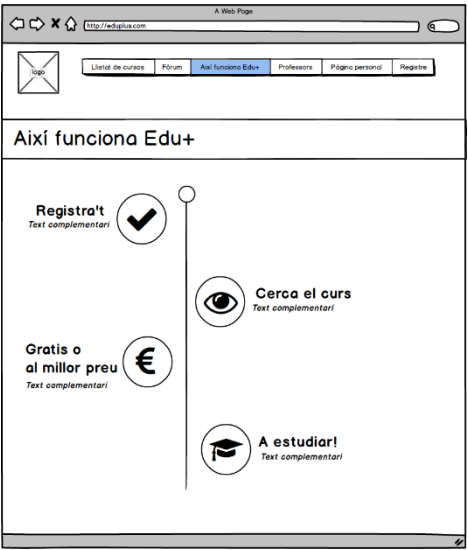 A Web Page
http://eduplus.com
logo
Llistat de cursos Fòrum Així funciona Edu+ Professors Pàgina personal Registre
Així funciona Edu+
Registra't
Text complementari
Cerca el curs
Text complementari
Gratis o
al millor preu
€
Text complementari
A estudiar!
Text complementari